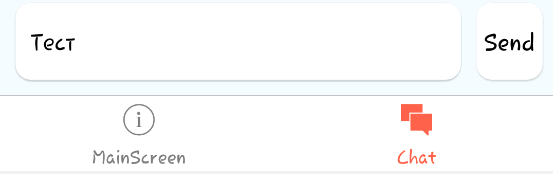 Тест
Send
MainScreen
Chat